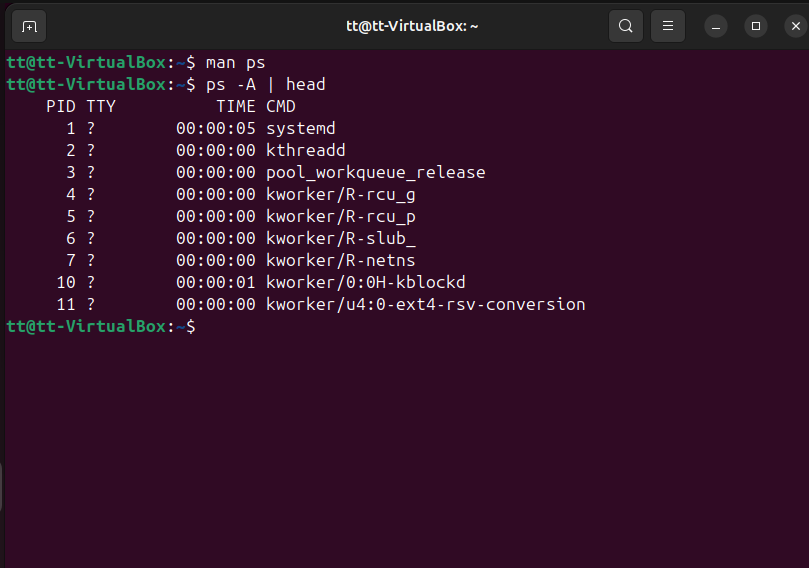 tt@tt-VirtualBox: ~
tt@tt-VirtualBox:~$ man ps
tt@tt-VirtualBox:~$ ps -A | head
    PID TTY          TIME CMD
      1 ?        00:00:05 systemd
      2 ?        00:00:00 kthreadd
      3 ?        00:00:00 pool_workqueue_release
      4 ?        00:00:00 kworker/R-rcu_g
      5 ?        00:00:00 kworker/R-rcu_p
      6 ?        00:00:00 kworker/R-slub_
      7 ?        00:00:00 kworker/R-netns
     10 ?        00:00:01 kworker/0:0H-kblockd
     11 ?        00:00:00 kworker/u4:0-ext4-rsv-conversion
tt@tt-VirtualBox:~$